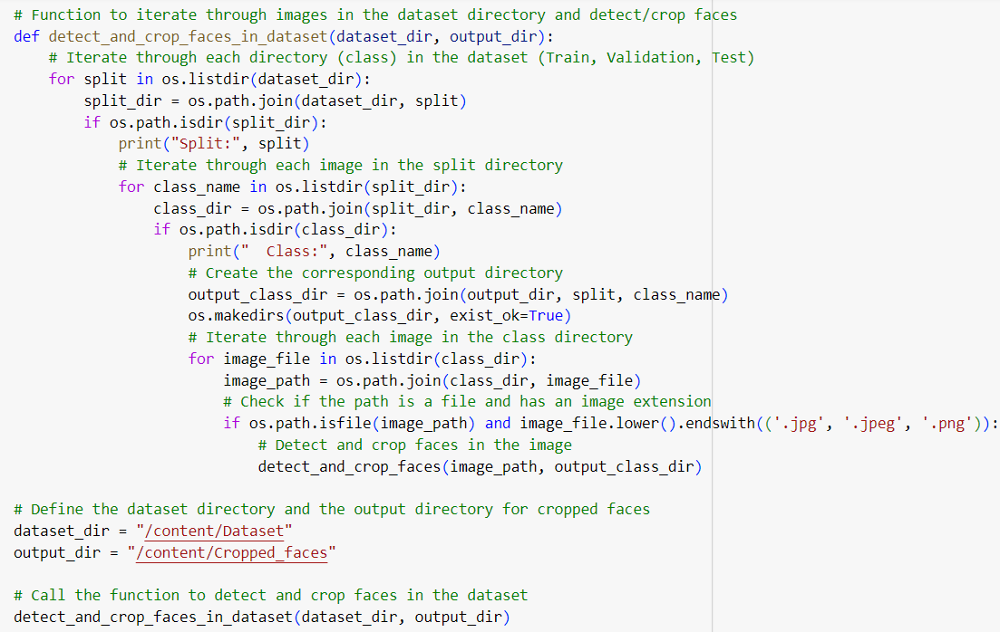 # Function to iterate through images in the dataset directory and detect/crop faces
def detect_and_crop_faces_in_dataset(dataset_dir, output_dir):
    # Iterate through each directory (class) in the dataset (Train, Validation, Test)
    for split in os.listdir(dataset_dir):
        split_dir = os.path.join(dataset_dir, split)
        if os.path.isdir(split_dir):
            print("Split:", split)
            # Iterate through each image in the split directory
            for class_name in os.listdir(split_dir):
                class_dir = os.path.join(split_dir, class_name)
                if os.path.isdir(class_dir):
                    print("  Class:", class_name)
                    # Create the corresponding output directory
                    output_class_dir = os.path.join(output_dir, split, class_name)
                    os.makedirs(output_class_dir, exist_ok=True)
                    # Iterate through each image in the class directory
                    for image_file in os.listdir(class_dir):
                        image_path = os.path.join(class_dir, image_file)
                        # Check if the path is a file and has an image extension
                        if os.path.isfile(image_path) and image_file.lower().endswith(('.jpg', '.jpeg', '.png')):
                            # Detect and crop faces in the image
                            detect_and_crop_faces(image_path, output_class_dir)

# Define the dataset directory and the output directory for cropped faces
dataset_dir = "/content/Dataset"
output_dir = "/content/Cropped_faces"

# Call the function to detect and crop faces in the dataset
detect_and_crop_faces_in_dataset(dataset_dir, output_dir)